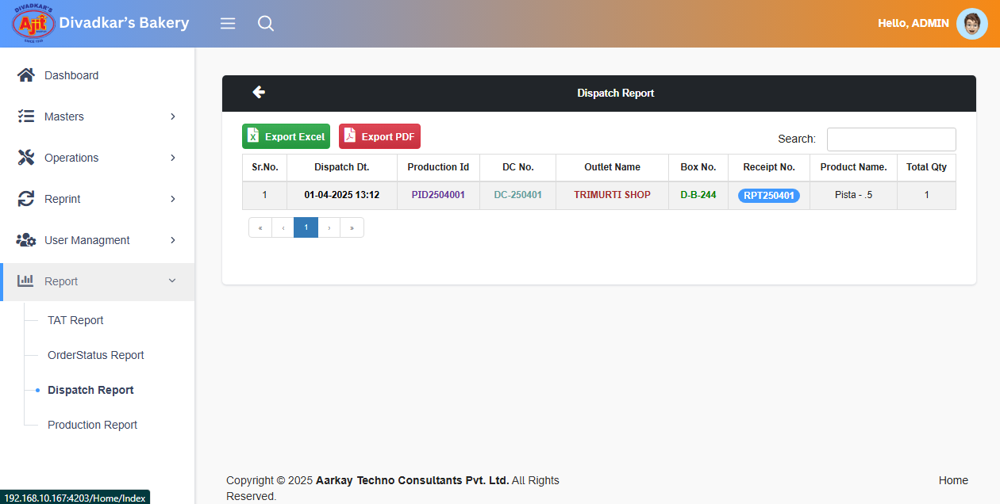 DIVADKAR'S
Ajit
SINCE 1940
Divadkar's Bakery
Hello, ADMIN
Dashboard
Masters
Operations
Reprint
User Managment
Report
TAT Report
OrderStatus Report
Dispatch Report
Production Report
Dispatch Report
Export Excel Export PDF Search:
Sr.No. Dispatch Dt. Production Id DC No. Outlet Name Box No. Receipt No. Product Name. Total Qty
1 01-04-2025 13:12 PID2504001 DC-250401 TRIMURTI SHOP D-B-244 RPT250401 Pista - .5 1
« ‹ 1 › »
Copyright © 2025 Aarkay Techno Consultants Pvt. Ltd. All Rights
Reserved.
Home
192.168.10.167:4203/Home/Index